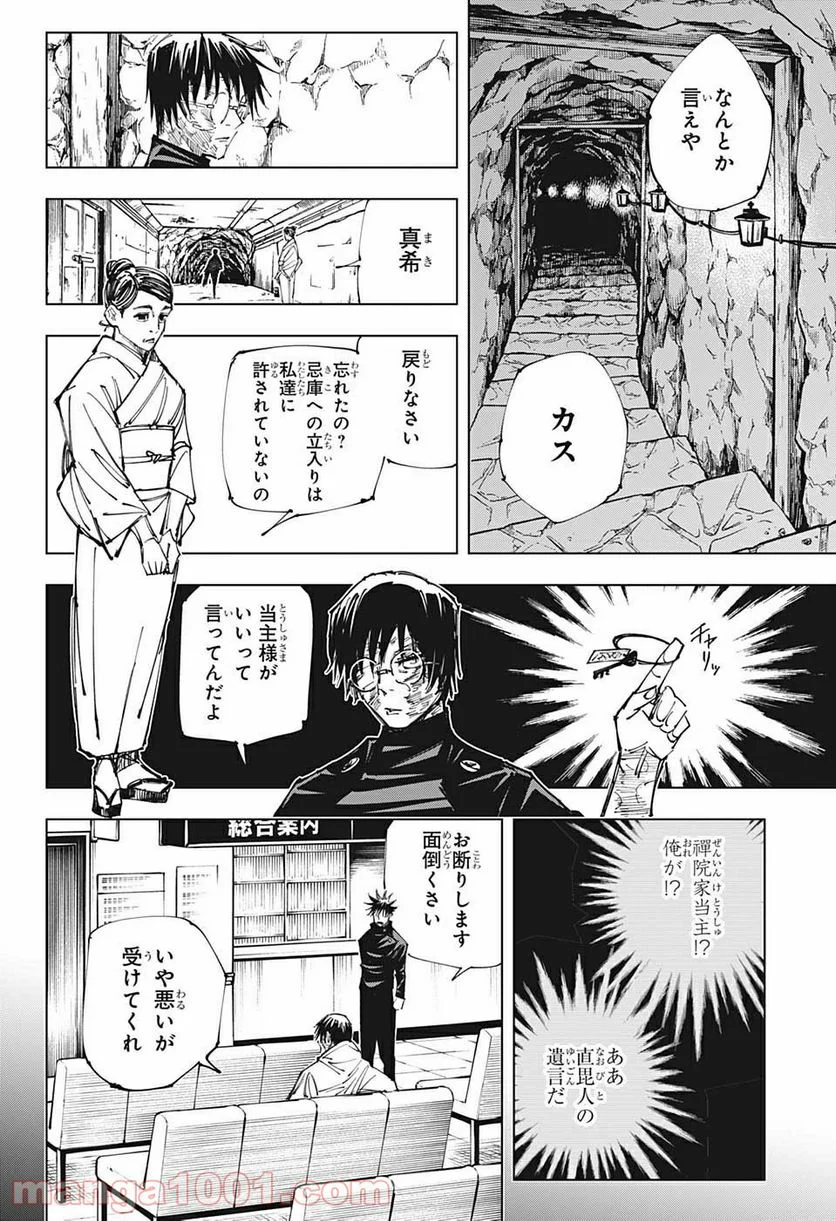 なんとか
言えや
カス
真希
戻りなさい
忘れたの？
忌庫への立入りは
私達に
許されていないの
チャリッ
当主様が
いいって
言ってんだよ
禪院家当主!?
俺が!?
ああ
直毘人の
遺言だ
総合案内
お断りします
面倒くさい
いや悪いが
受けてくれ
manga1001.com